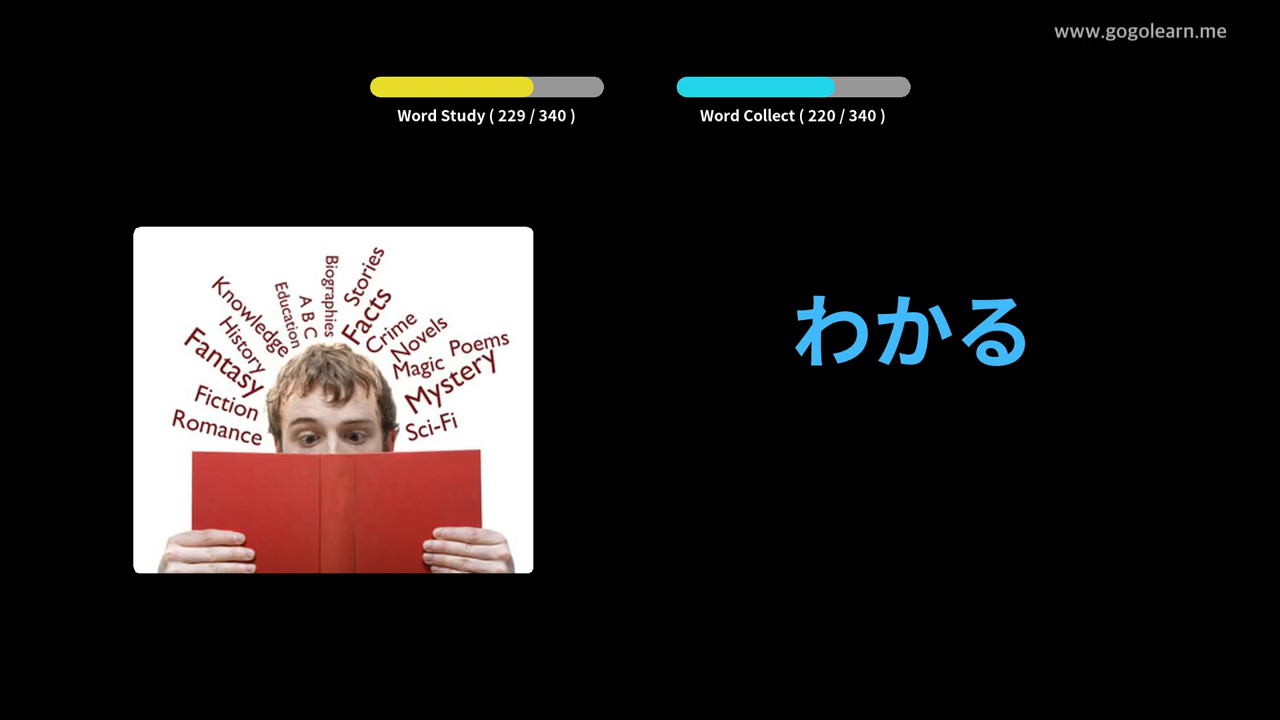 www.gogolearn.me
Word Study ( 229 / 340 )
Word Collect ( 220 / 340 )
わかる
Biographies
Stories
Education
A B C
Facts
Knowledge
History
Crime
Novels
Poems
Fantasy
Magic
Mystery
Fiction
Romance
Sci-Fi